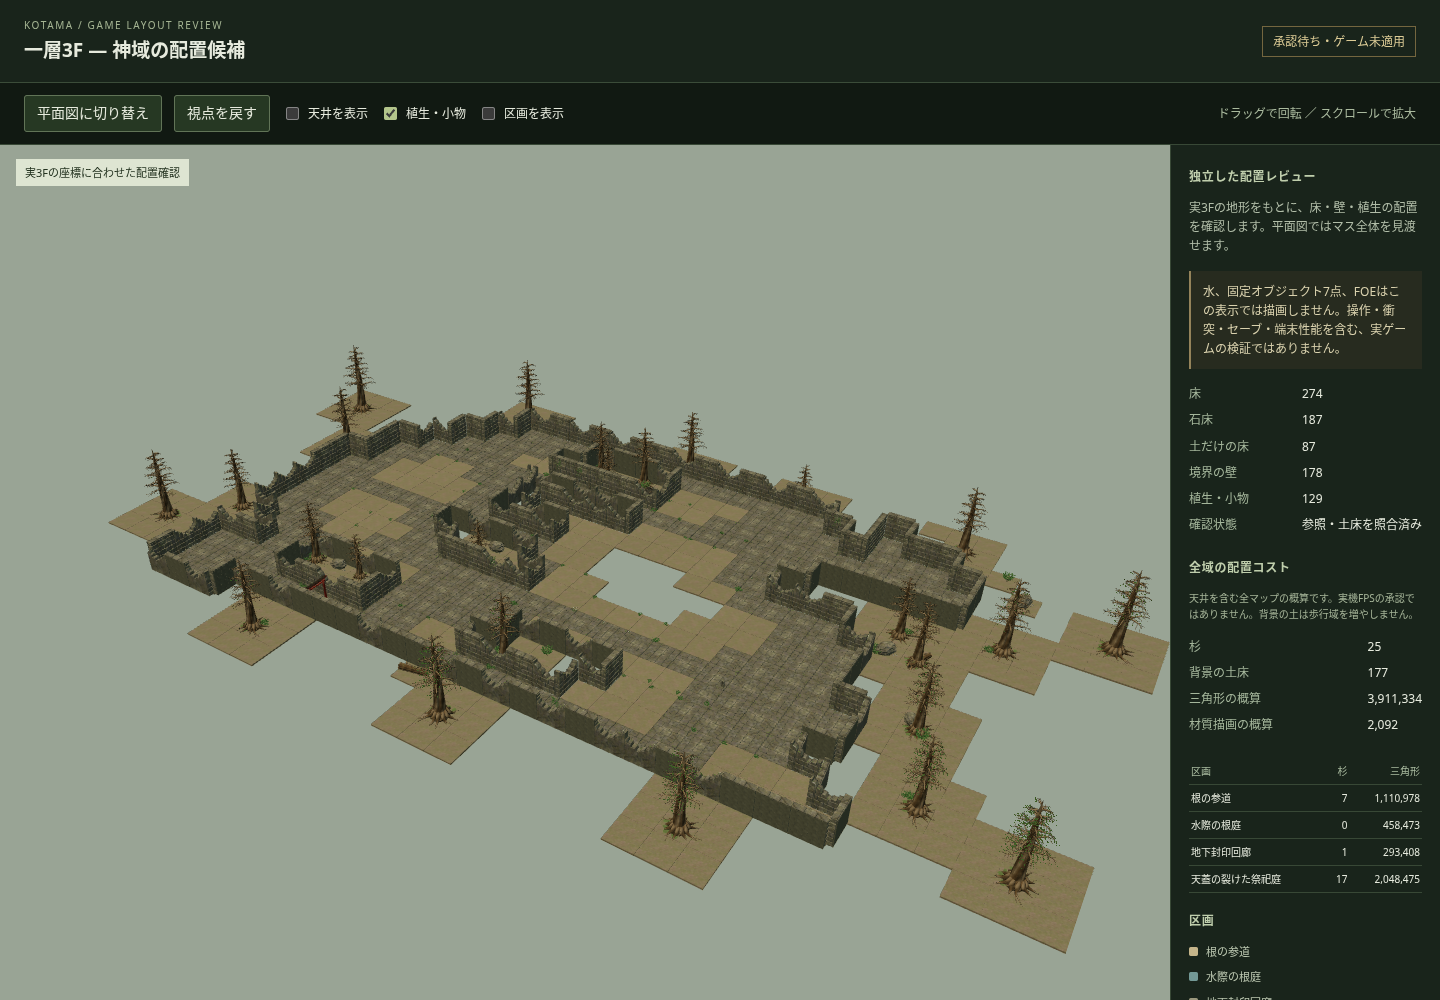 KOTAMA / GAME LAYOUT REVIEW
一層3F — 神域の配置候補
承認待ち・ゲーム未適用
平面図に切り替え
視点を戻す
天井を表示
植生・小物
区画を表示
ドラッグで回転 ／ スクロールで拡大
実3Fの座標に合わせた配置確認
独立した配置レビュー
実3Fの地形をもとに、床・壁・植生の配置
を確認します。平面図ではマス全体を見渡
せます。
水、固定オブジェクト7点、FOEはこ
の表示では描画しません。操作・衝
突・セーブ・端末性能を含む、実ゲー
ムの検証ではありません。
床 274
石床 187
土だけの床 87
境界の壁 178
植生・小物 129
確認状態 参照・土床を照合済み
全域の配置コスト
天井を含む全マップの概算です。実機FPSの承認で
はありません。背景の土は歩行域を増やしません。
杉 25
背景の土床 177
三角形の概算 3,911,334
材質描画の概算 2,092
区画 杉 三角形
根の参道 7 1,110,978
水際の根庭 0 458,473
地下封印回廊 1 293,408
天蓋の裂けた祭祀庭 17 2,048,475
区画
根の参道
水際の根庭